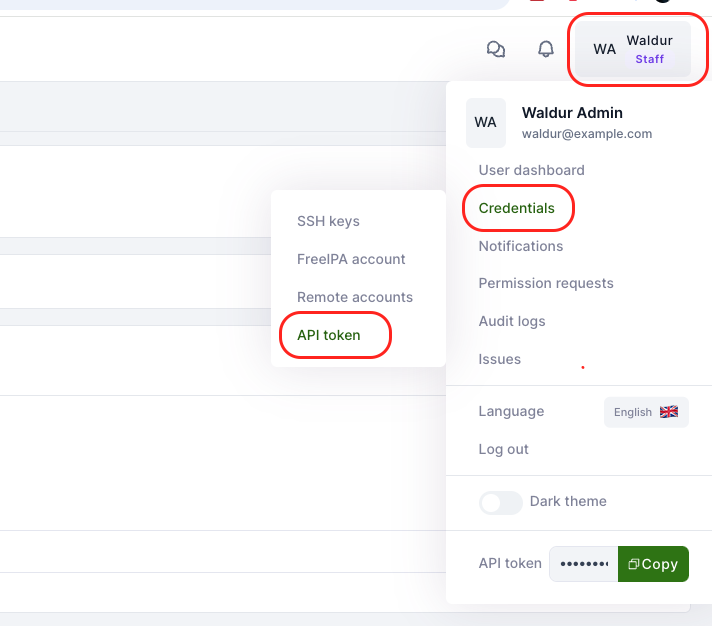 WA
Waldur
Staff
WA
Waldur Admin
waldur@example.com
User dashboard
Credentials
Notifications
Permission requests
Audit logs
Issues
SSH keys
FreeIPA account
Remote accounts
API token
Language
English
Log out
Dark theme
API token
••••••••
Copy